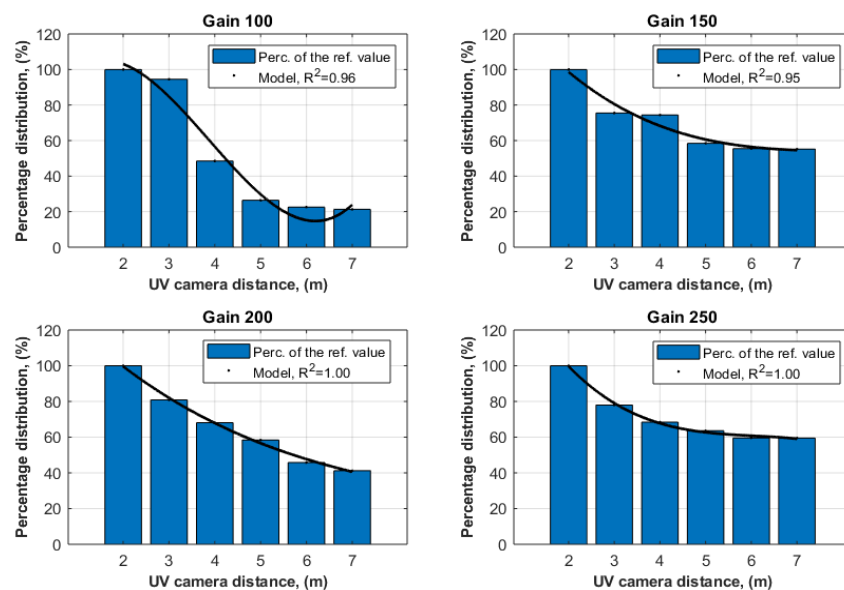 Gain 100
Percentage distribution, (%)
120
100
80
60
40
20
0
Perc. of the ref. value
Model, R²=0.96
2 3 4 5 6 7
UV camera distance, (m)
Gain 150
Percentage distribution, (%)
120
100
80
60
40
20
0
Perc. of the ref. value
Model, R²=0.95
2 3 4 5 6 7
UV camera distance, (m)
Gain 200
Percentage distribution, (%)
120
100
80
60
40
20
0
Perc. of the ref. value
Model, R²=1.00
2 3 4 5 6 7
UV camera distance, (m)
Gain 250
Percentage distribution, (%)
120
100
80
60
40
20
0
Perc. of the ref. value
Model, R²=1.00
2 3 4 5 6 7
UV camera distance, (m)